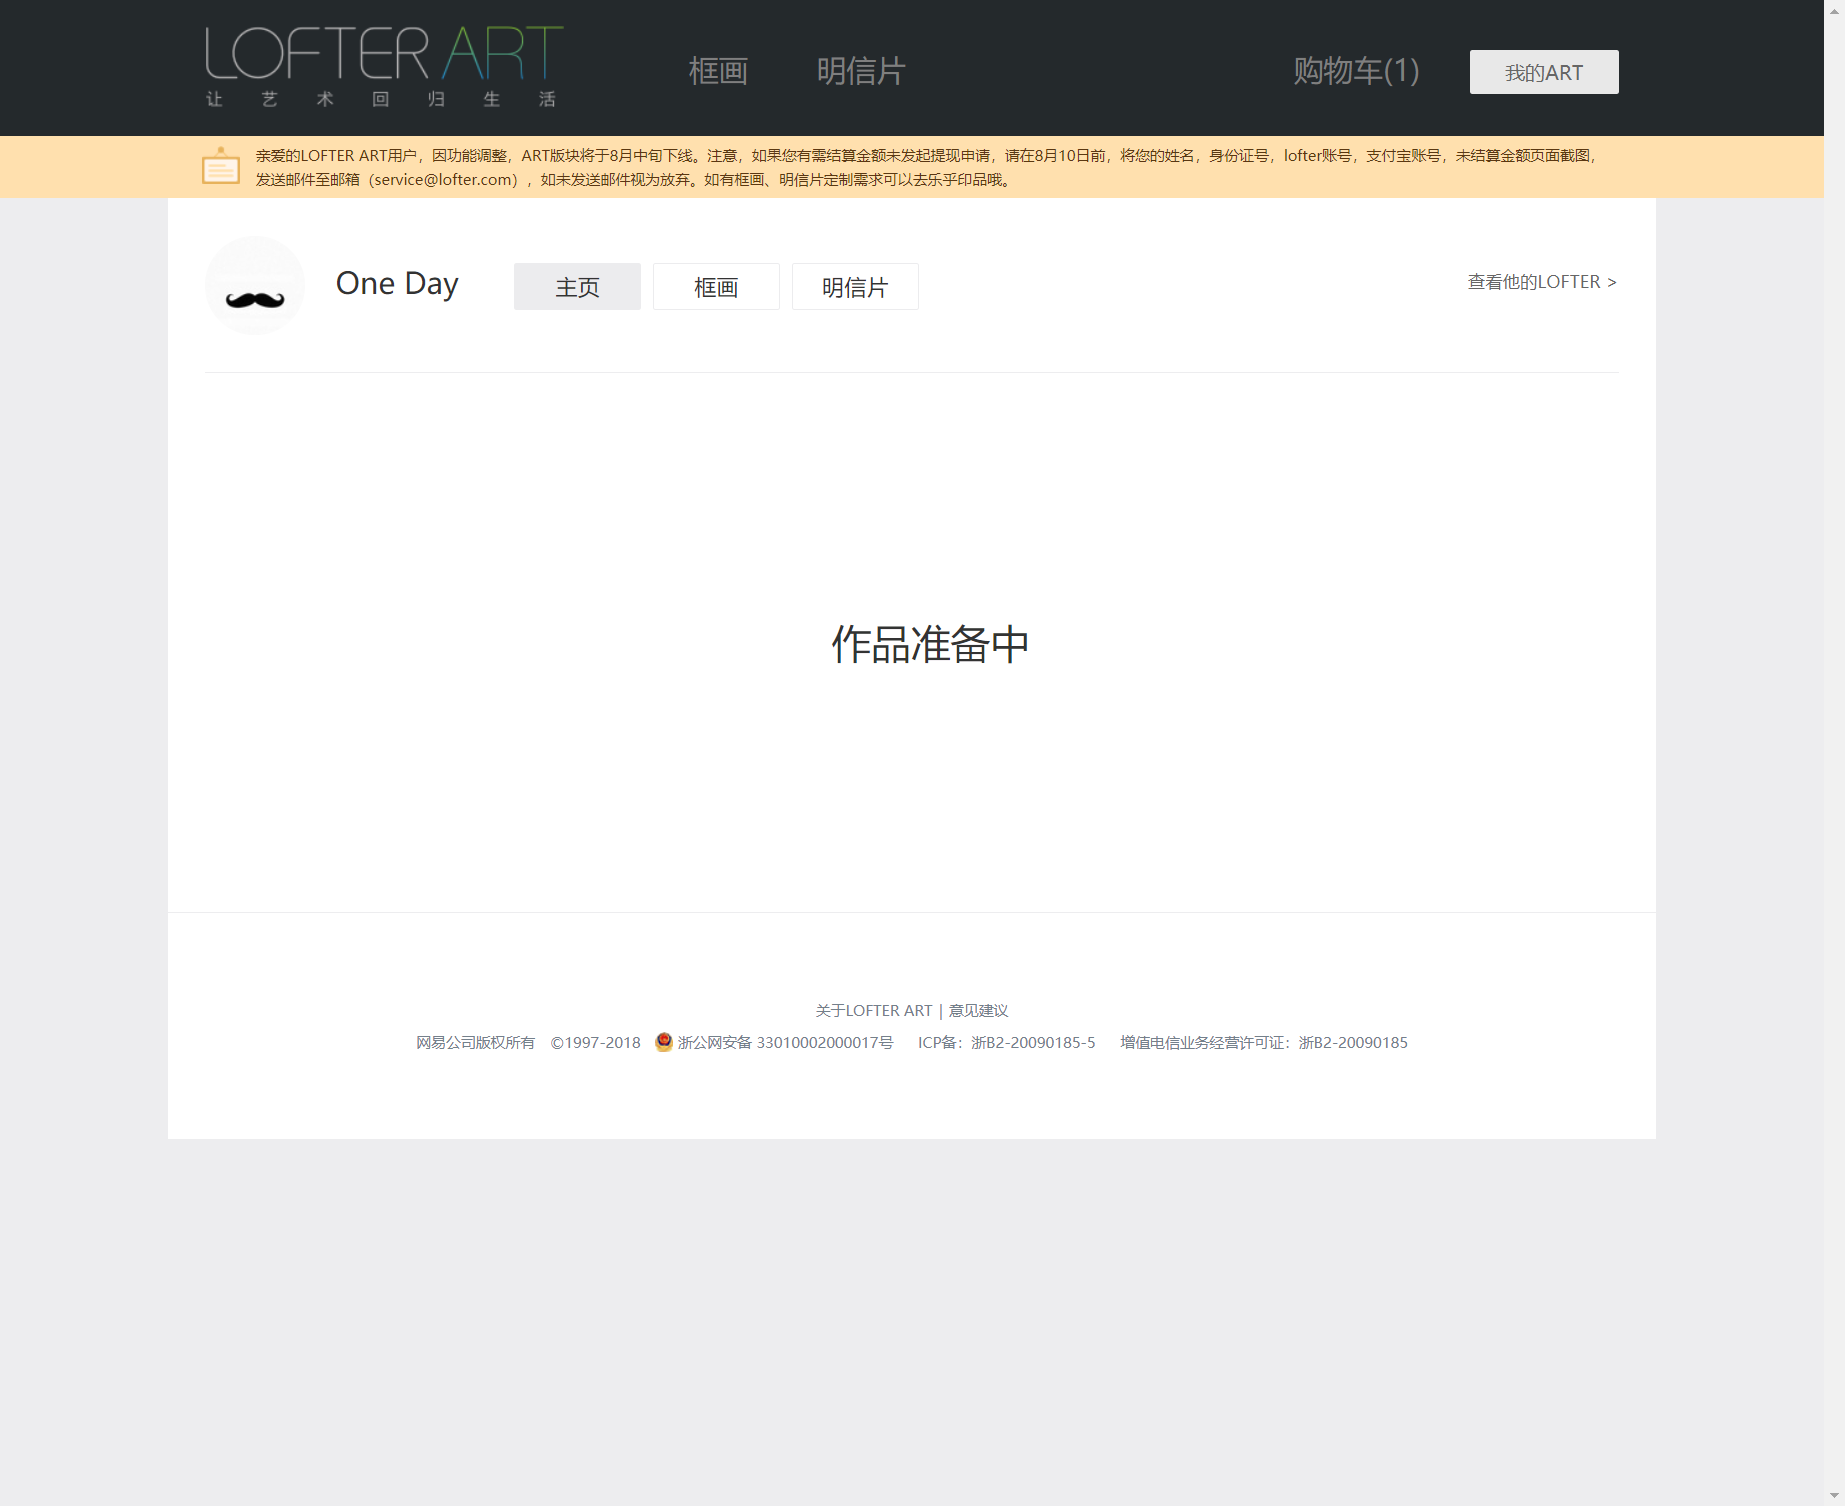 LOFTER ART
让艺术回归生活
框画
明信片
购物车(1)
我的ART
亲爱的LOFTER ART用户，因功能调整，ART版块将于8月中旬下线。注意，如果您有需结算金额未发起提现申请，请在8月10日前，将您的姓名，身份证号，lofter账号，支付宝账号，未结算金额页面截图，
发送邮件至邮箱（service@lofter.com），如未发送邮件视为放弃。如有框画、明信片定制需求可以去乐乎印品哦。
One Day
主页
框画
明信片
查看他的LOFTER >
作品准备中
关于LOFTER ART | 意见建议
网易公司版权所有 ©1997-2018 浙公网安备 33010002000017号 ICP备：浙B2-20090185-5 增值电信业务经营许可证：浙B2-20090185